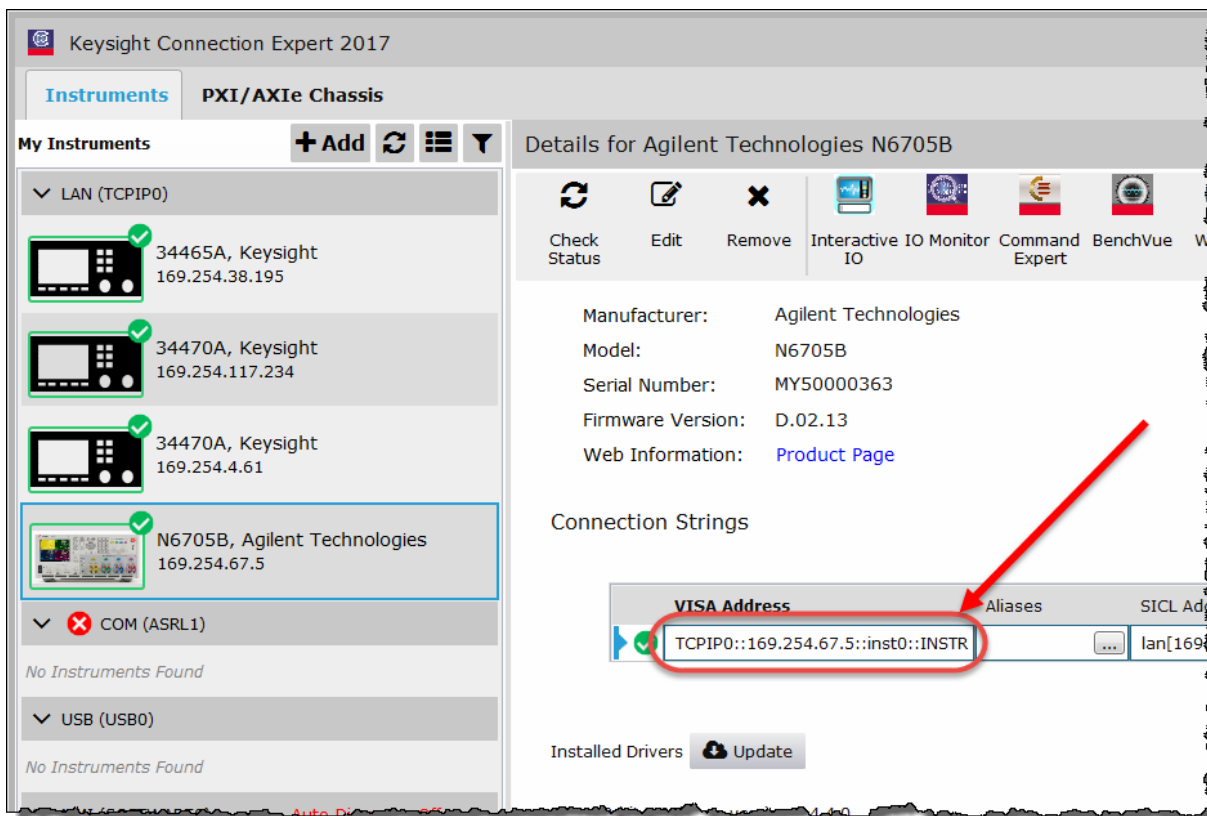 Keysight Connection Expert 2017
Instruments PXI/AXIe Chassis
My Instruments
Add
LAN (TCPIP0)
34465A, Keysight
169.254.38.195
34470A, Keysight
169.254.117.234
34470A, Keysight
169.254.4.61
N6705B, Agilent Technologies
169.254.67.5
COM (ASRL1)
No Instruments Found
USB (USB0)
No Instruments Found
Details for Agilent Technologies N6705B
Check Status
Edit
Remove
Interactive IO
IO Monitor
Command Expert
BenchVue
Manufacturer: Agilent Technologies
Model: N6705B
Serial Number: MY50000363
Firmware Version: D.02.13
Web Information: Product Page
Connection Strings
VISA Address Aliases SICL
TCPIP0::169.254.67.5::inst0::INSTR ... lan[169
Installed Drivers Update